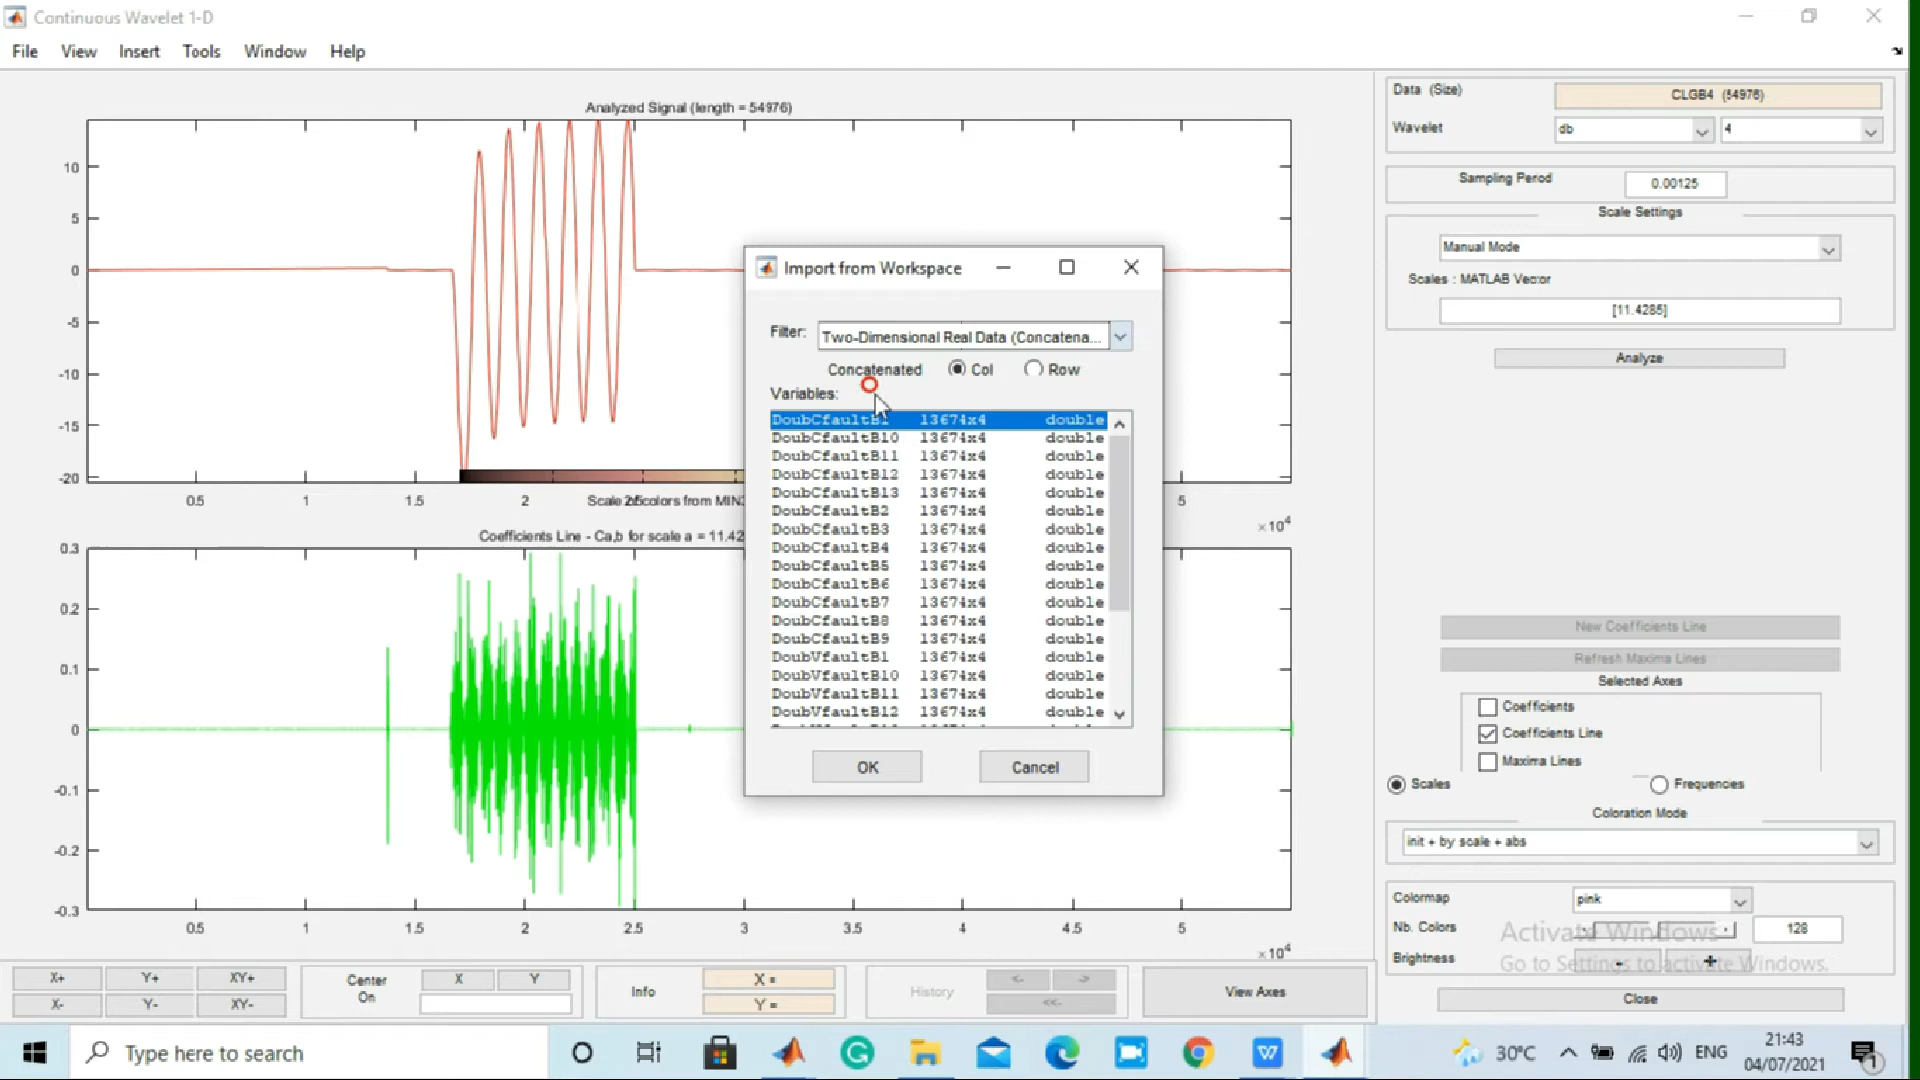 Continuous Wavelet 1-D
File View Insert Tools Window Help
Analyzed Signal (length = 54976)
10
5
0
-5
-10
-15
-20
0.5 1 1.5 2 2.5 5
Scale of colors from MIN
×10^4
Coefficients Line - Ca,b for scale a = 11.42
0.3
0.2
0.1
0
-0.1
-0.2
-0.3
0.5 1 1.5 2 2.5 3 3.5 4 4.5 5
×10^4
Import from Workspace
Filter: Two-Dimensional Real Data (Concatena...
Concatenated Col Row
Variables:
DoubCfaultB1 13674x4 double
DoubCfaultB10 13674x4 double
DoubCfaultB11 13674x4 double
DoubCfaultB12 13674x4 double
DoubCfaultB13 13674x4 double
DoubCfaultB2 13674x4 double
DoubCfaultB3 13674x4 double
DoubCfaultB4 13674x4 double
DoubCfaultB5 13674x4 double
DoubCfaultB6 13674x4 double
DoubCfaultB7 13674x4 double
DoubCfaultB8 13674x4 double
DoubCfaultB9 13674x4 double
DoubVfaultB1 13674x4 double
DoubVfaultB10 13674x4 double
DoubVfaultB11 13674x4 double
DoubVfaultB12 13674x4 double
OK Cancel
Data (Size) CLGB4 (54976)
Wavelet db 4
Sampling Period 0.00125
Scale Settings
Manual Mode
Scales : MATLAB Vector
[11.4285]
Analyze
New Coefficients Line
Refresh Maxima Lines
Selected Axes
Coefficients
Coefficients Line
Maxima Lines
Scales Frequencies
Coloration Mode
init + by scale + abs
Colormap pink
Nb. Colors 128
Brightness - +
Activate Windows
Go to Settings to activate Windows.
Close
X+ Y+ XY+
X- Y- XY-
Center
On
X Y
Info
X =
Y =
History
<- ->
<<-
View Axes
Type here to search
30°C ENG
21:43
04/07/2021
1